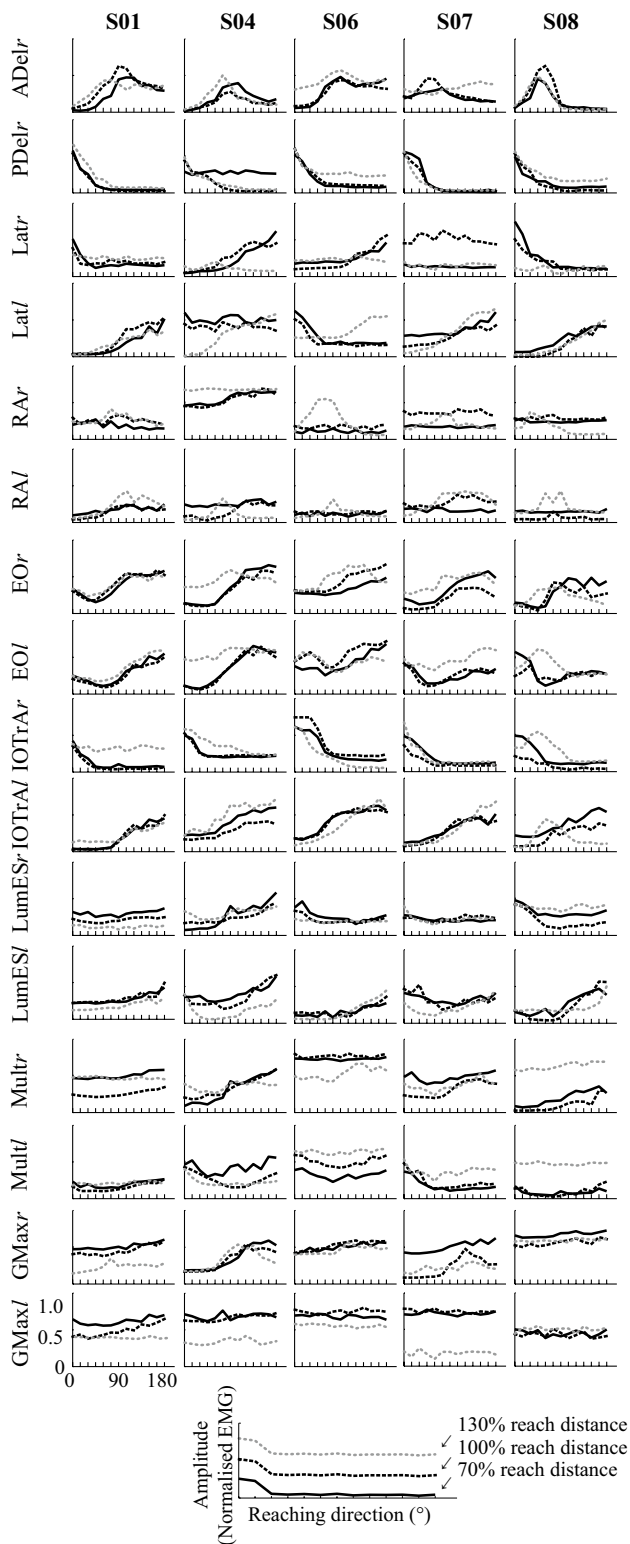 S01 S04 S06 S07 S08
ADelr
PDelr
Latr
Latl
RAr
RAl
EOr
EOl
IOTrAr
IOTrAl
LumESr
LumESl
Multr
Multl
GMaxr
GMaxl
1.0
0.5
0
0 90 180
Amplitude
(Normalised EMG)
130% reach distance
100% reach distance
70% reach distance
Reaching direction (°)